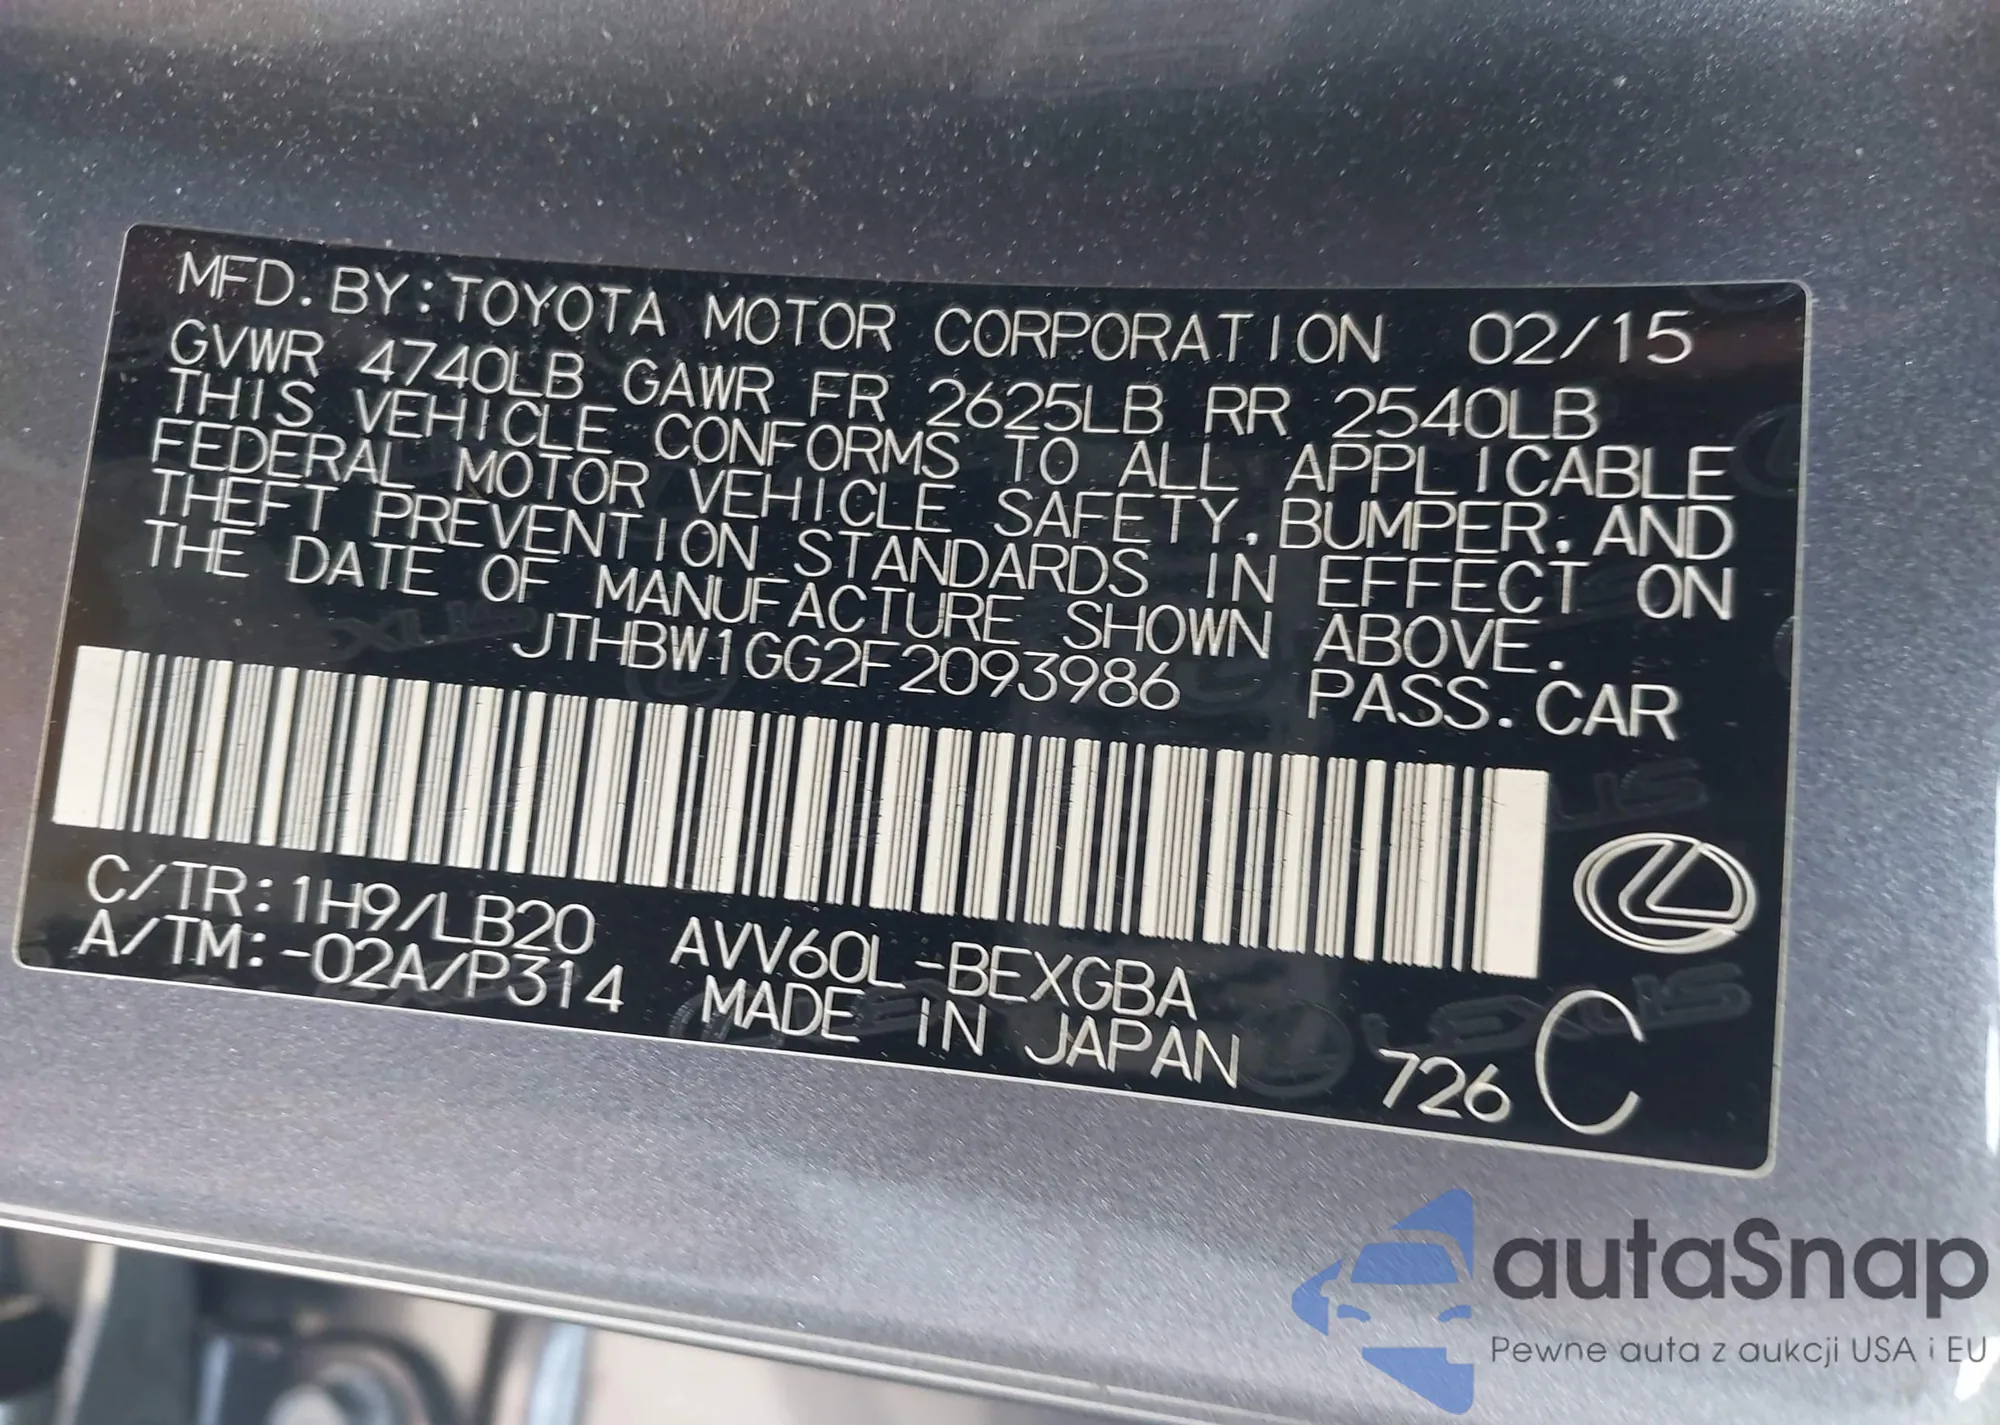 MFD. BY: TOYOTA MOTOR CORPORATION 02/15
GVWR 4740LB GAWR FR 2625LB RR 2540LB
THIS VEHICLE CONFORMS TO ALL APPLICABLE
FEDERAL MOTOR VEHICLE SAFETY, BUMPER, AND
THEFT PREVENTION STANDARDS IN EFFECT ON
THE DATE OF MANUFACTURE SHOWN ABOVE.
JTHBW1GG2F2093986 PASS. CAR
C/TR: 1H9/LB20 AVV60L-BEXGBA
A/TM: -02A/P314 MADE IN JAPAN 726 C
LEXUS
autaSnap
Pewne auta z aukcji USA i EU